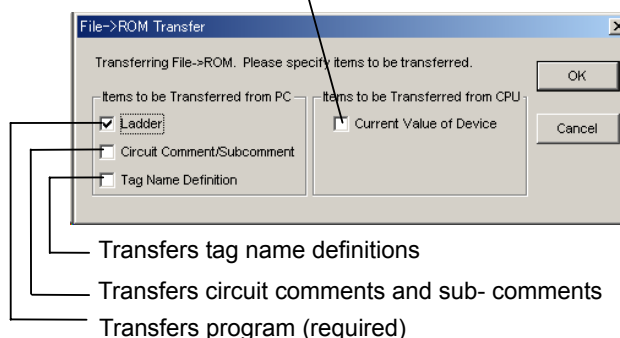 File->ROM Transfer
Transferring File->ROM. Please specify items to be transferred.
OK
Items to be Transferred from PC
Items to be Transferred from CPU
Ladder
Current Value of Device
Cancel
Circuit Comment/Subcomment
Tag Name Definition
Transfers tag name definitions
Transfers circuit comments and sub- comments
Transfers program (required)